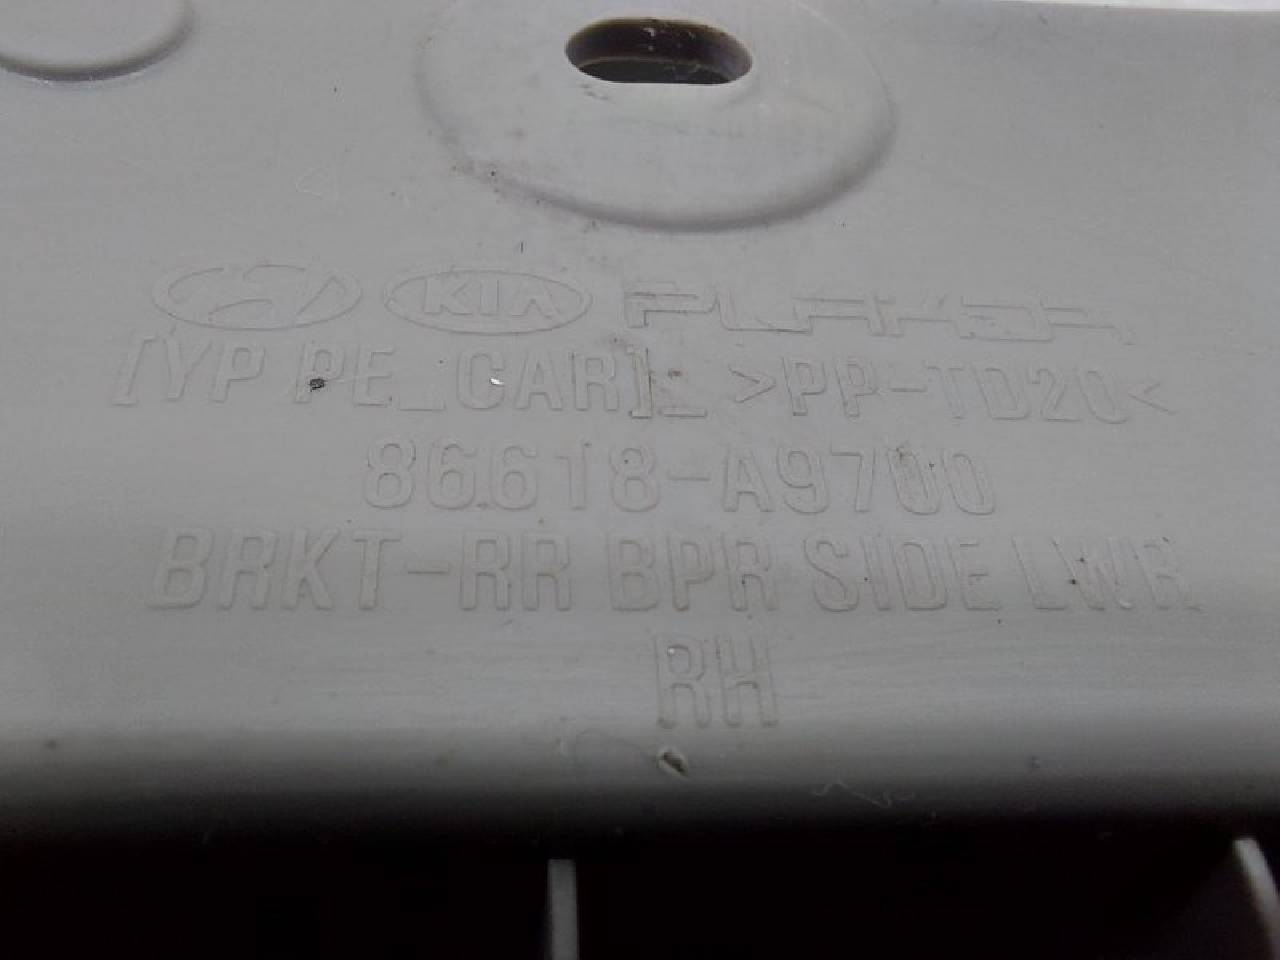 KIA PLAKOR
[YP PE_CAR]_ >PP-TD20<
86618-A9700
BRKT-RR BPR SIDE LWR
RH